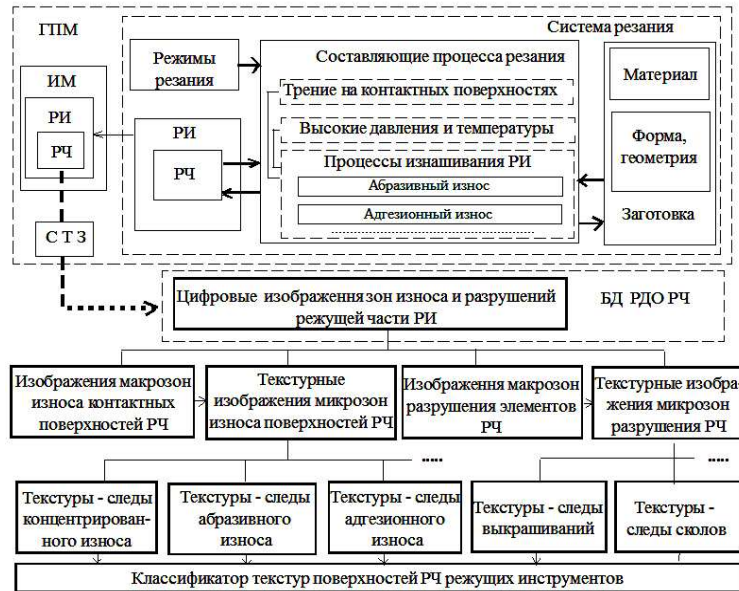 ГПМ
Система резания
ИМ
РИ
РЧ
С Т З
Режимы
резания
РИ
РЧ
Составляющие процесса резания
Трение на контактных поверхностях
Высокие давления и температуры
Процессы изнашивания РИ
Абразивный износ
Адгезионный износ
Материал
Форма,
геометрия
Заготовка
Цифровые изображения зон износа и разрушений
режущей части РИ
БД РДО РЧ
Изображения макрозон
износа контактных
поверхностей РЧ
Текстурные
изображения микрозон
износа поверхностей РЧ
Изображения макрозон
разрушения элементов
РЧ
Текстурные изобра-
жения микрозон
разрушения РЧ
Текстуры - следы
концентрирован-
ного износа
Текстуры - следы
абразивного
износа
Текстуры - следы
адгезионного
износа
Текстуры - следы
выкрашиваний
Текстуры -
следы сколов
Классификатор текстур поверхностей РЧ режущих инструментов